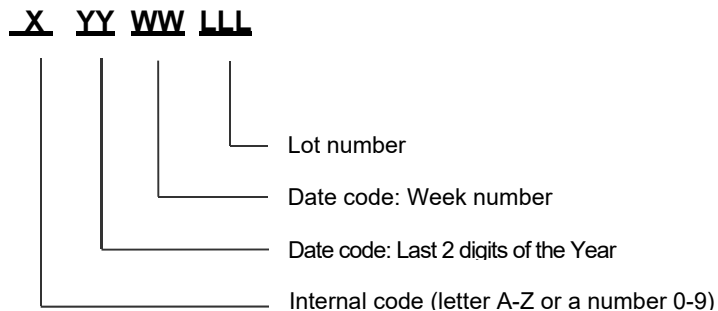 X YY WW LLL
Lot number
Date code: Week number
Date code: Last 2 digits of the Year
Internal code (letter A-Z or a number 0-9)